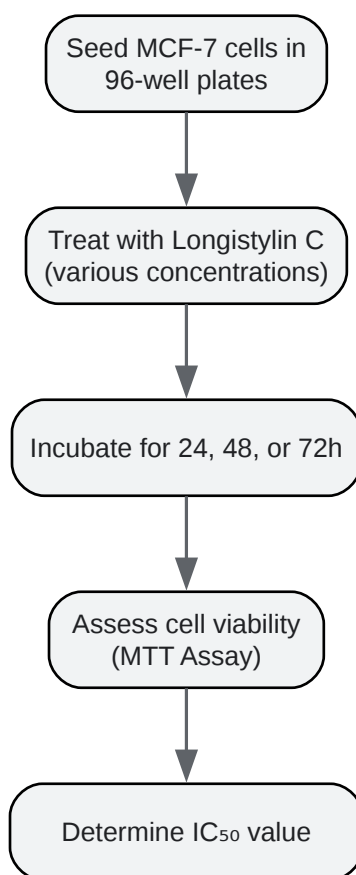 Seed MCF-7 cells in
96-well plates
Treat with Longistylin C
(various concentrations)
Incubate for 24, 48, or 72h
Assess cell viability
(MTT Assay)
Determine IC₅₀ value